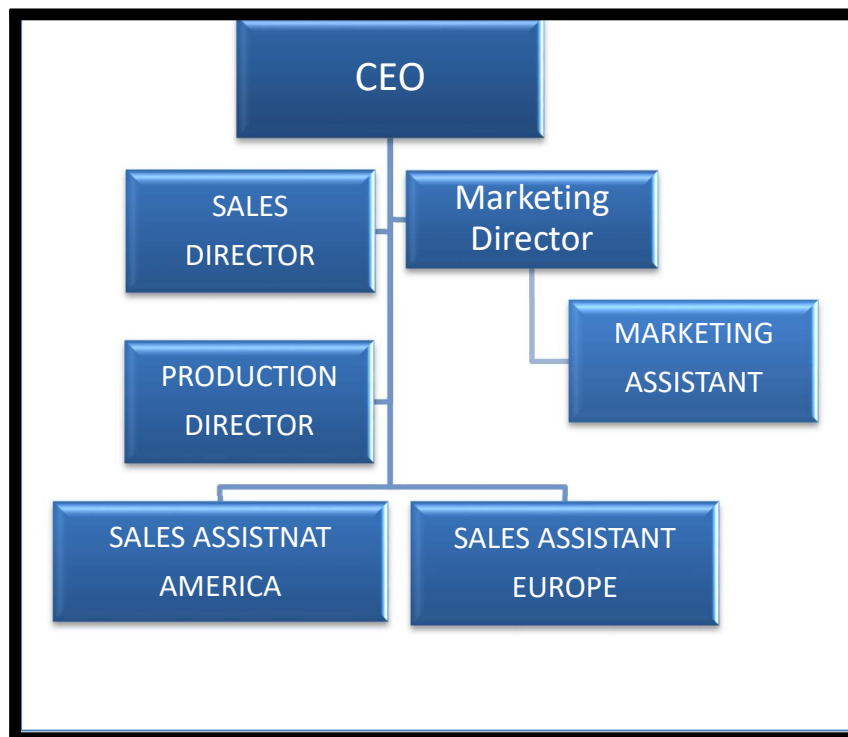 CEO
SALES
DIRECTOR
Marketing
Director
MARKETING
ASSISTANT
PRODUCTION
DIRECTOR
SALES ASSISTNAT
AMERICA
SALES ASSISTANT
EUROPE